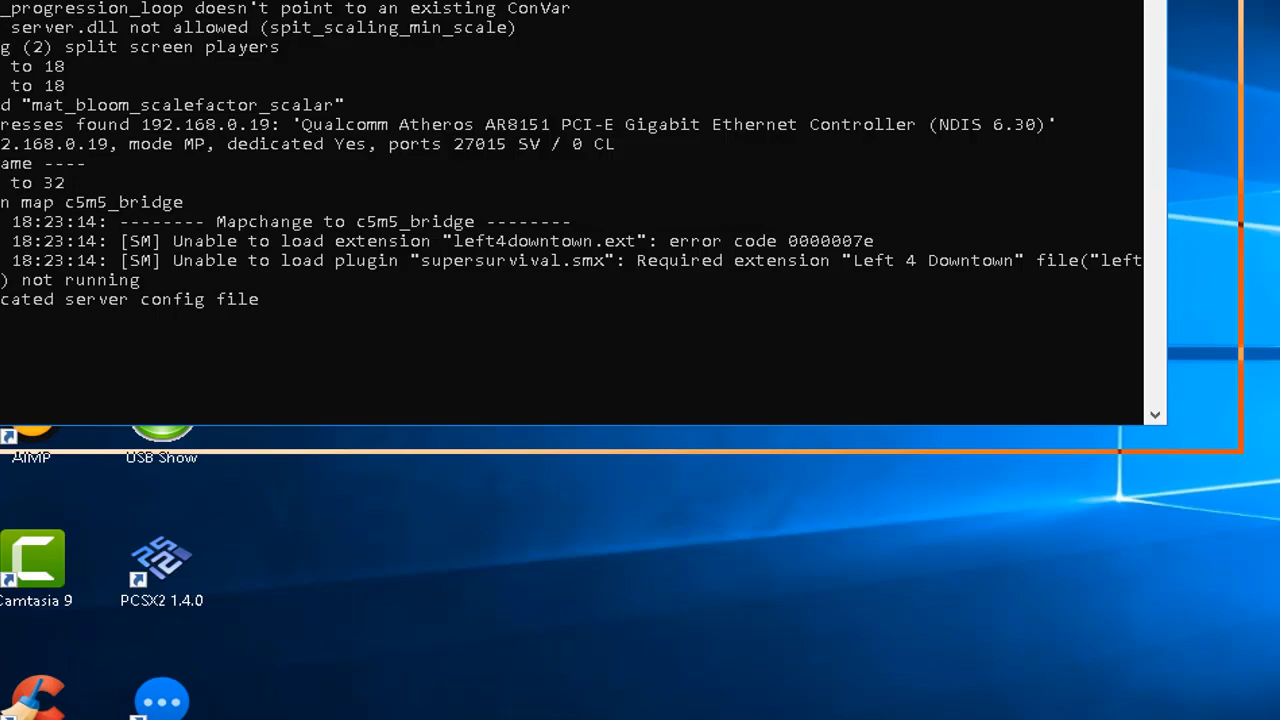 _progression_loop doesn't point to an existing ConVar
server.dll not allowed (spit_scaling_min_scale)
g (2) split screen players
to 18
to 18
d "mat_bloom_scalefactor_scalar"
resses found 192.168.0.19: 'Qualcomm Atheros AR8151 PCI-E Gigabit Ethernet Controller (NDIS 6.30)'
2.168.0.19, mode MP, dedicated Yes, ports 27015 SV / 0 CL
ame ----
to 32
n map c5m5_bridge
18:23:14: -------- Mapchange to c5m5_bridge --------
18:23:14: [SM] Unable to load extension "left4downtown.ext": error code 0000007e
18:23:14: [SM] Unable to load plugin "supersurvival.smx": Required extension "Left 4 Downtown" file("left
) not running
cated server config file
AIMP
USB Show
Camtasia 9
PCSX2 1.4.0